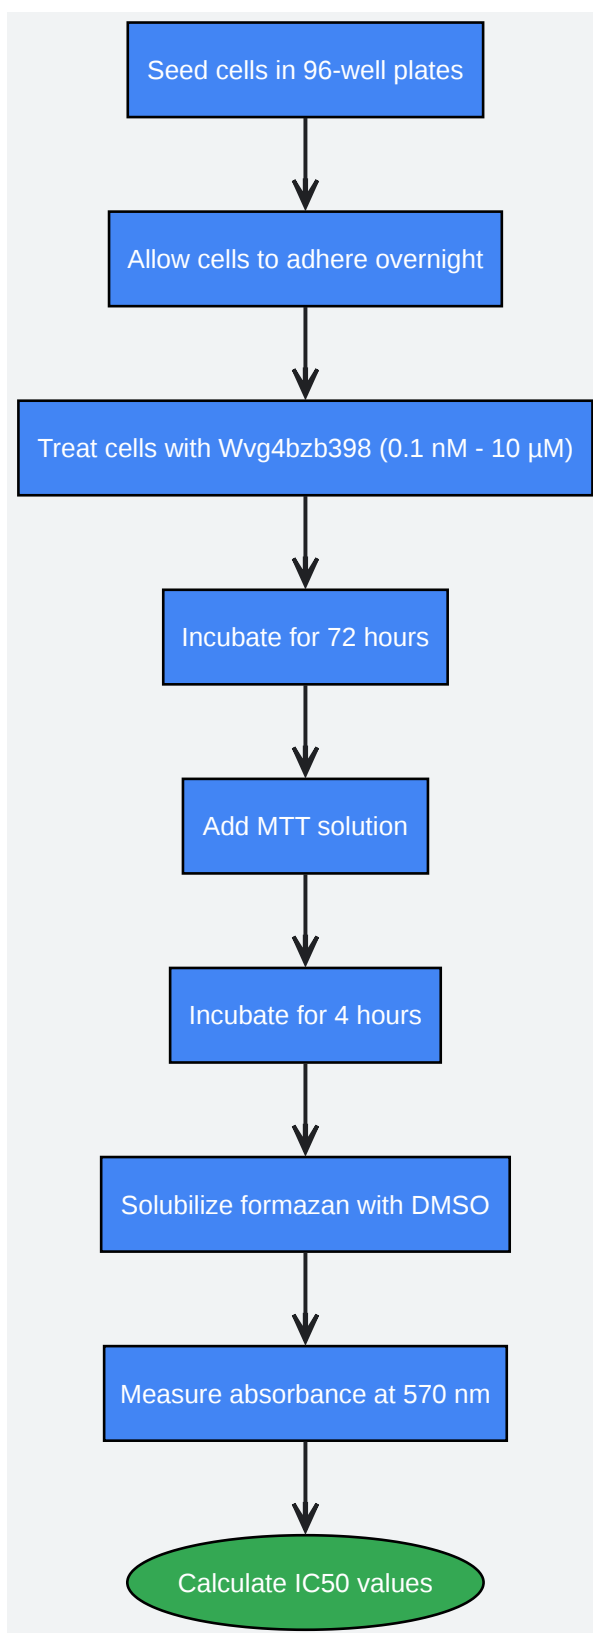 Seed cells in 96-well plates
Allow cells to adhere overnight
Treat cells with Wvg4bzb398 (0.1 nM - 10 µM)
Incubate for 72 hours
Add MTT solution
Incubate for 4 hours
Solubilize formazan with DMSO
Measure absorbance at 570 nm
Calculate IC50 values